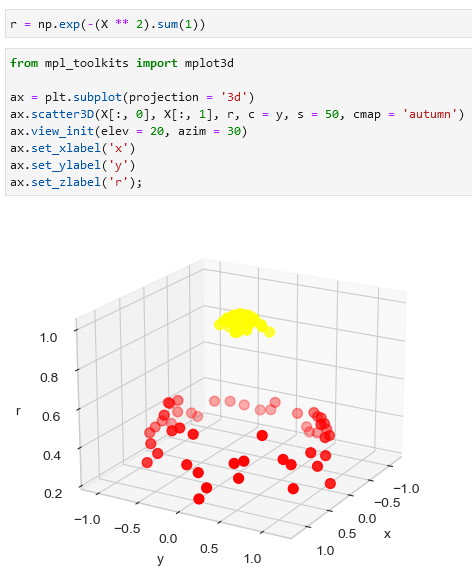 r = np.exp(-(X ** 2).sum(1))
from mpl_toolkits import mplot3d
ax = plt.subplot(projection = '3d')
ax.scatter3D(X[:, 0], X[:, 1], r, c = y, s = 50, cmap = 'autumn')
ax.view_init(elev = 20, azim = 30)
ax.set_xlabel('x')
ax.set_ylabel('y')
ax.set_zlabel('r');
1.0
0.8
r
0.6
0.4
0.2
−1.0
−0.5
0.0
0.5
1.0
y
−1.0
−0.5
0.0
0.5
1.0
x